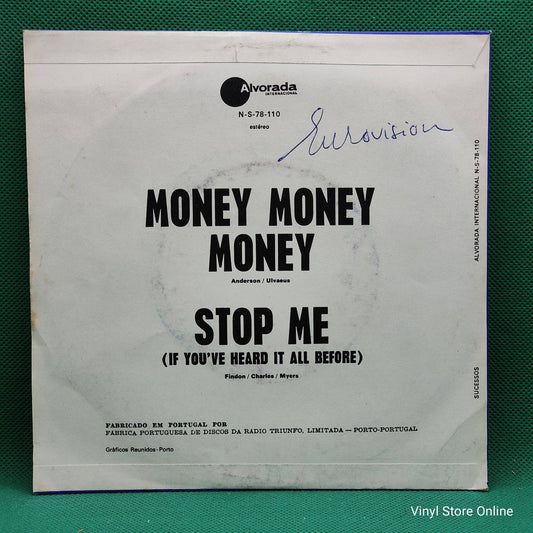 Alvorada
INTERNACIONAL
N-S-78-110
estéreo
Eurovision
ALVORADA INTERNACIONAL N-S-78-110
MONEY MONEY
MONEY
Anderson / Ulvaeus
STOP ME
(IF YOU'VE HEARD IT ALL BEFORE)
Findon / Charles / Myers
SUCESSOS
FABRICADO EM PORTUGAL POR
FÁBRICA PORTUGUESA DE DISCOS DA RÁDIO TRIUNFO, LIMITADA — PORTO-PORTUGAL
Gráficos Reunidos - Porto
Vinyl Store Online